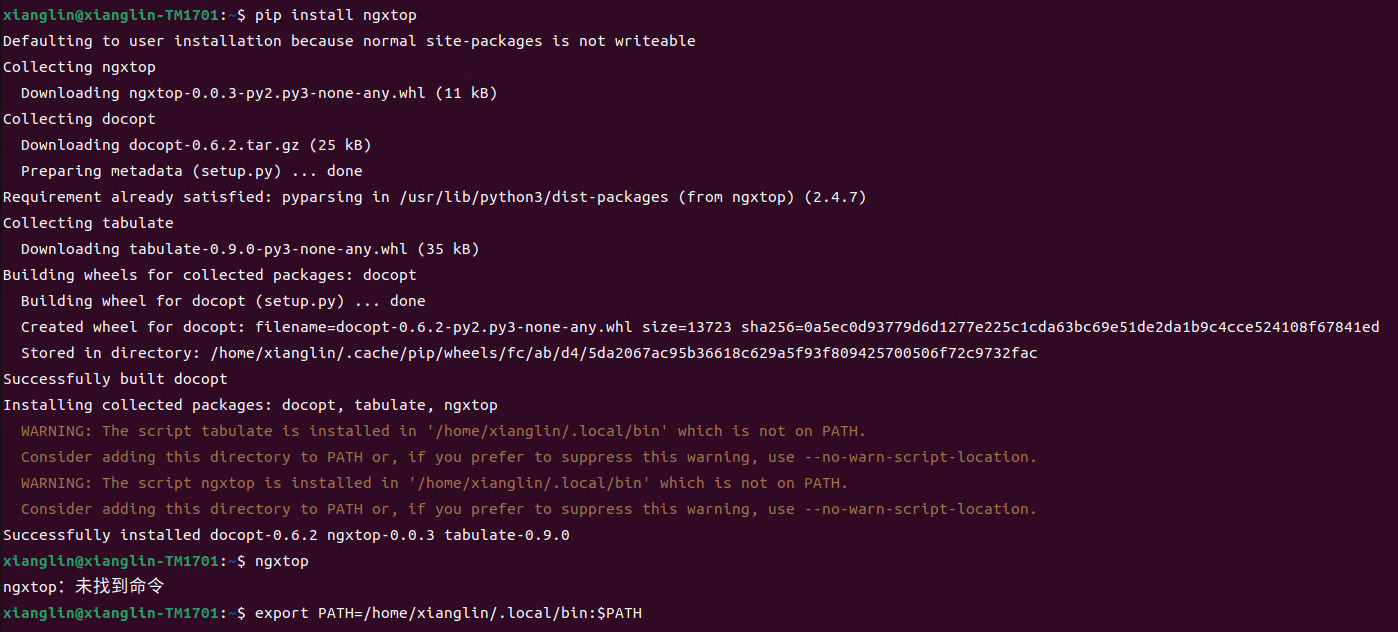 xianglin@xianglin-TM1701:~$ pip install ngxtop
Defaulting to user installation because normal site-packages is not writeable
Collecting ngxtop
  Downloading ngxtop-0.0.3-py2.py3-none-any.whl (11 kB)
Collecting docopt
  Downloading docopt-0.6.2.tar.gz (25 kB)
  Preparing metadata (setup.py) ... done
Requirement already satisfied: pyparsing in /usr/lib/python3/dist-packages (from ngxtop) (2.4.7)
Collecting tabulate
  Downloading tabulate-0.9.0-py3-none-any.whl (35 kB)
Building wheels for collected packages: docopt
  Building wheel for docopt (setup.py) ... done
  Created wheel for docopt: filename=docopt-0.6.2-py2.py3-none-any.whl size=13723 sha256=0a5ec0d93779d6d1277e225c1cda63bc69e51de2da1b9c4cce524108f67841ed
  Stored in directory: /home/xianglin/.cache/pip/wheels/fc/ab/d4/5da2067ac95b36618c629a5f93f809425700506f72c9732fac
Successfully built docopt
Installing collected packages: docopt, tabulate, ngxtop
  WARNING: The script tabulate is installed in '/home/xianglin/.local/bin' which is not on PATH.
  Consider adding this directory to PATH or, if you prefer to suppress this warning, use --no-warn-script-location.
  WARNING: The script ngxtop is installed in '/home/xianglin/.local/bin' which is not on PATH.
  Consider adding this directory to PATH or, if you prefer to suppress this warning, use --no-warn-script-location.
Successfully installed docopt-0.6.2 ngxtop-0.0.3 tabulate-0.9.0
xianglin@xianglin-TM1701:~$ ngxtop
ngxtop：未找到命令
xianglin@xianglin-TM1701:~$ export PATH=/home/xianglin/.local/bin:$PATH